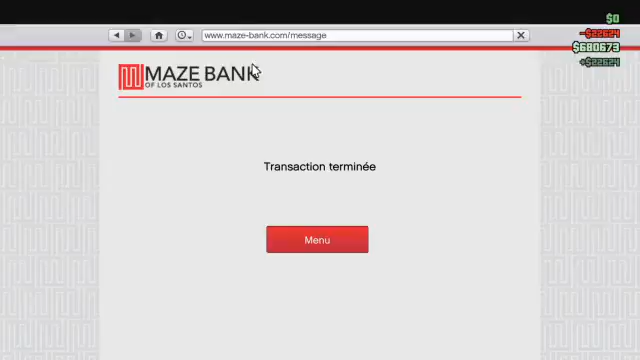 $0
-$22624
www.maze-bank.com/message
$680673
+$22624
MAZE BANK
OF LOS SANTOS
Transaction terminée
Menu